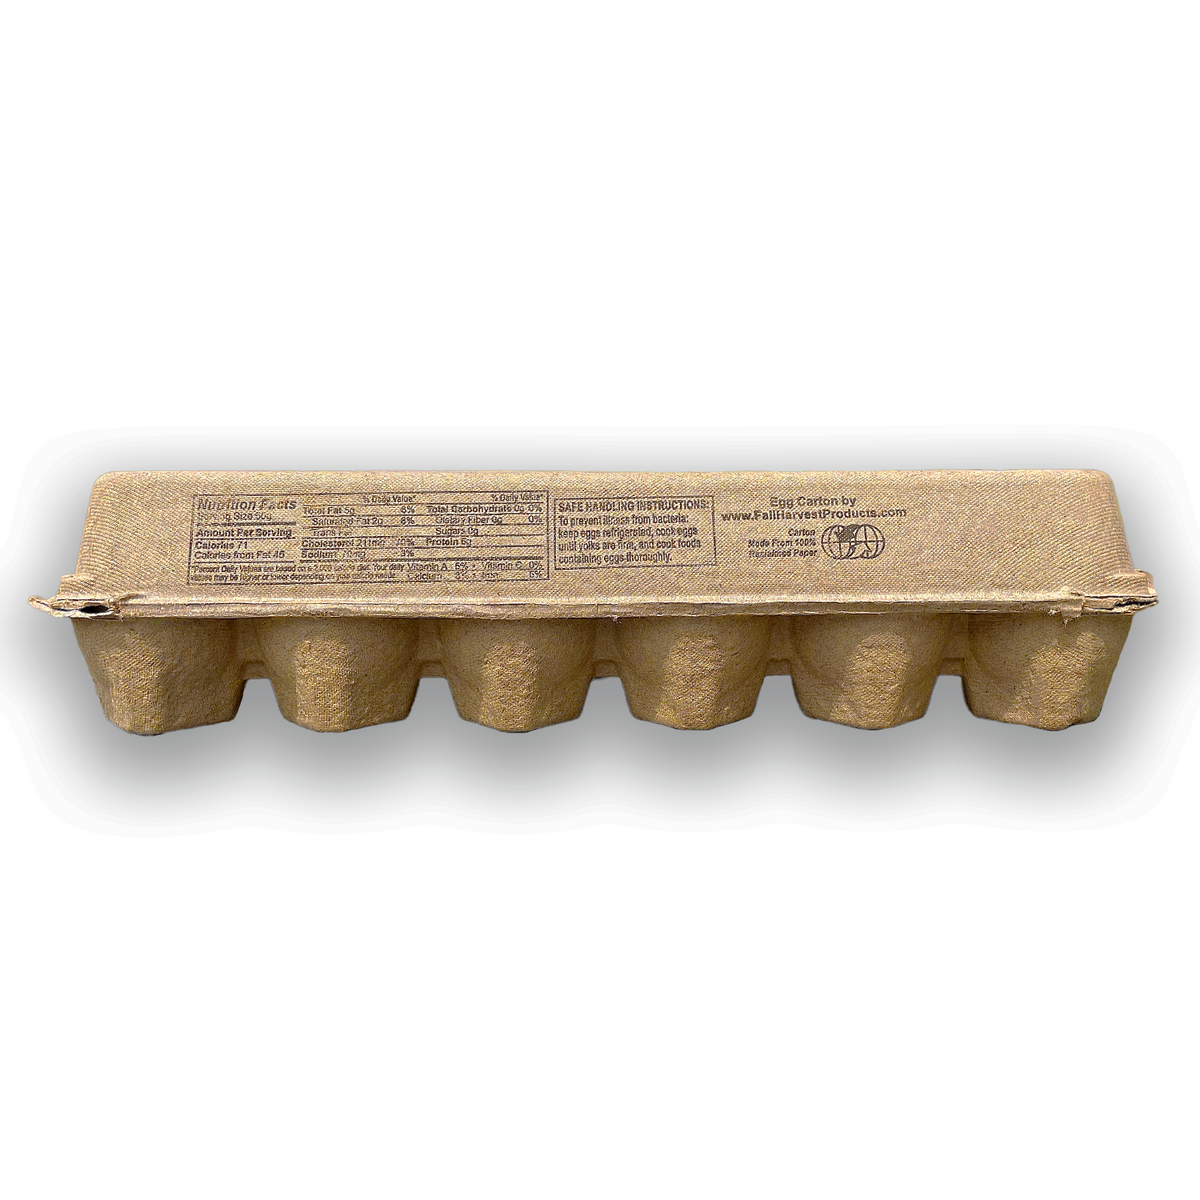 Nutrition Facts
Serving Size 50g
Amount Per Serving
Calories 71
Calories from Fat 45
% Daily Value* % Daily Value*
Total Fat 5g 8% Total Carbohydrate 0g 0%
Saturated Fat 2g 8% Dietary Fiber 0g 0%
Trans Fat Sugars 0g
Cholesterol 211mg 70% Protein 6g
Sodium 70mg 3%
*Percent Daily Values are based on a 2,000 calorie diet. Your daily
values may be higher or lower depending on your calorie needs.
Vitamin A 6% • Vitamin C 0%
Calcium 3% • Iron 6%
SAFE HANDLING INSTRUCTIONS:
To prevent illness from bacteria:
keep eggs refrigerated, cook eggs
until yolks are firm, and cook foods
containing eggs thoroughly.
Egg Carton by
www.FallHarvestProducts.com
Carton
Made From 100%
Reclaimed Paper